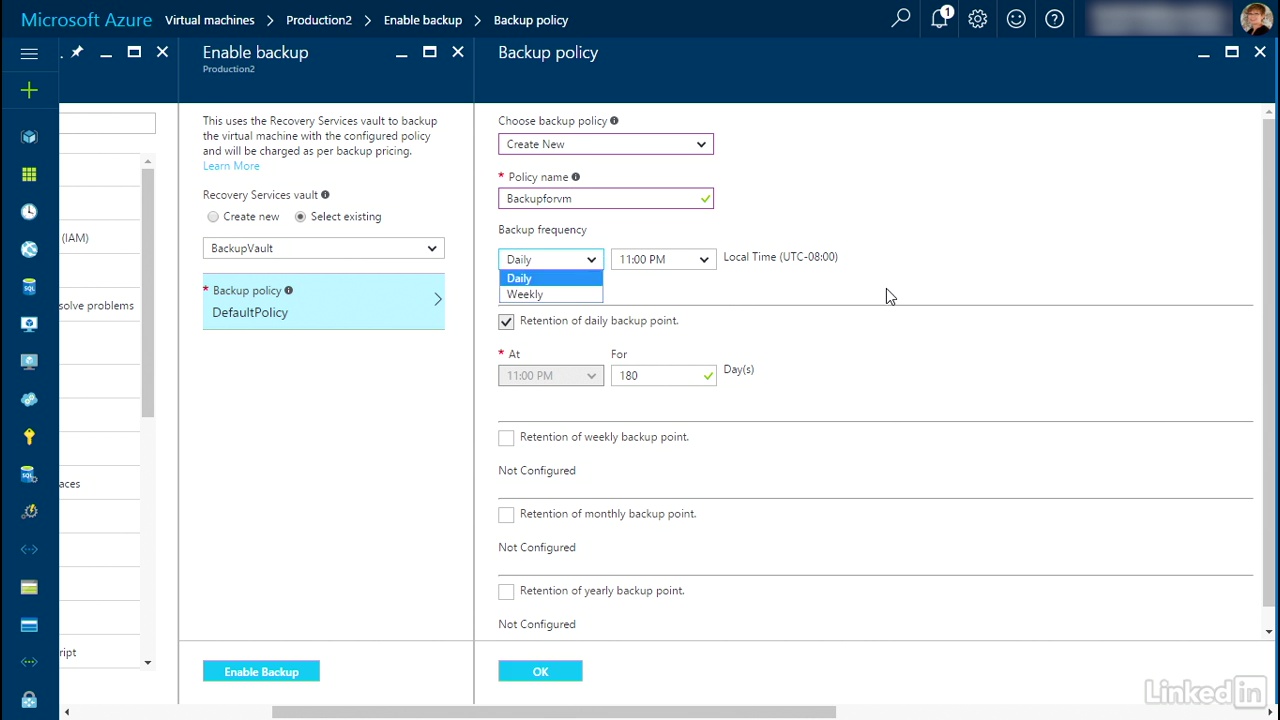 Microsoft Azure Virtual machines > Production2 > Enable backup > Backup policy
1
Enable backup
Production2
This uses the Recovery Services vault to backup
the virtual machine with the configured policy
and will be charged as per backup pricing.
Learn More
Recovery Services vault
Create new Select existing
BackupVault
* Backup policy
DefaultPolicy
Enable Backup
(IAM)
solve problems
aces
ript
SQL
SQL
Backup policy
Choose backup policy
Create New
* Policy name
Backupforvm
Backup frequency
Daily 11:00 PM Local Time (UTC-08:00)
Daily
Weekly
Retention of daily backup point.
* At For
11:00 PM 180 Day(s)
Retention of weekly backup point.
Not Configured
Retention of monthly backup point.
Not Configured
Retention of yearly backup point.
Not Configured
OK
LinkedIn